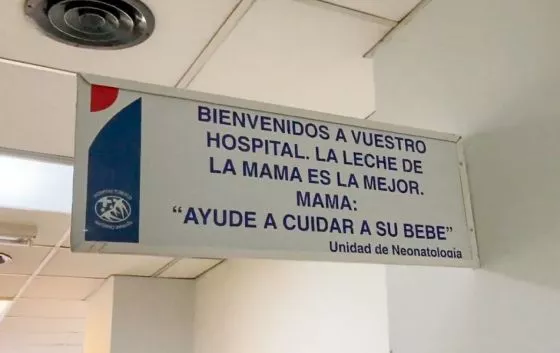 BIENVENIDOS A VUESTRO
HOSPITAL. LA LECHE DE
LA MAMA ES LA MEJOR.
MAMA:
“AYUDE A CUIDAR A SU BEBE”
Unidad de Neonatología